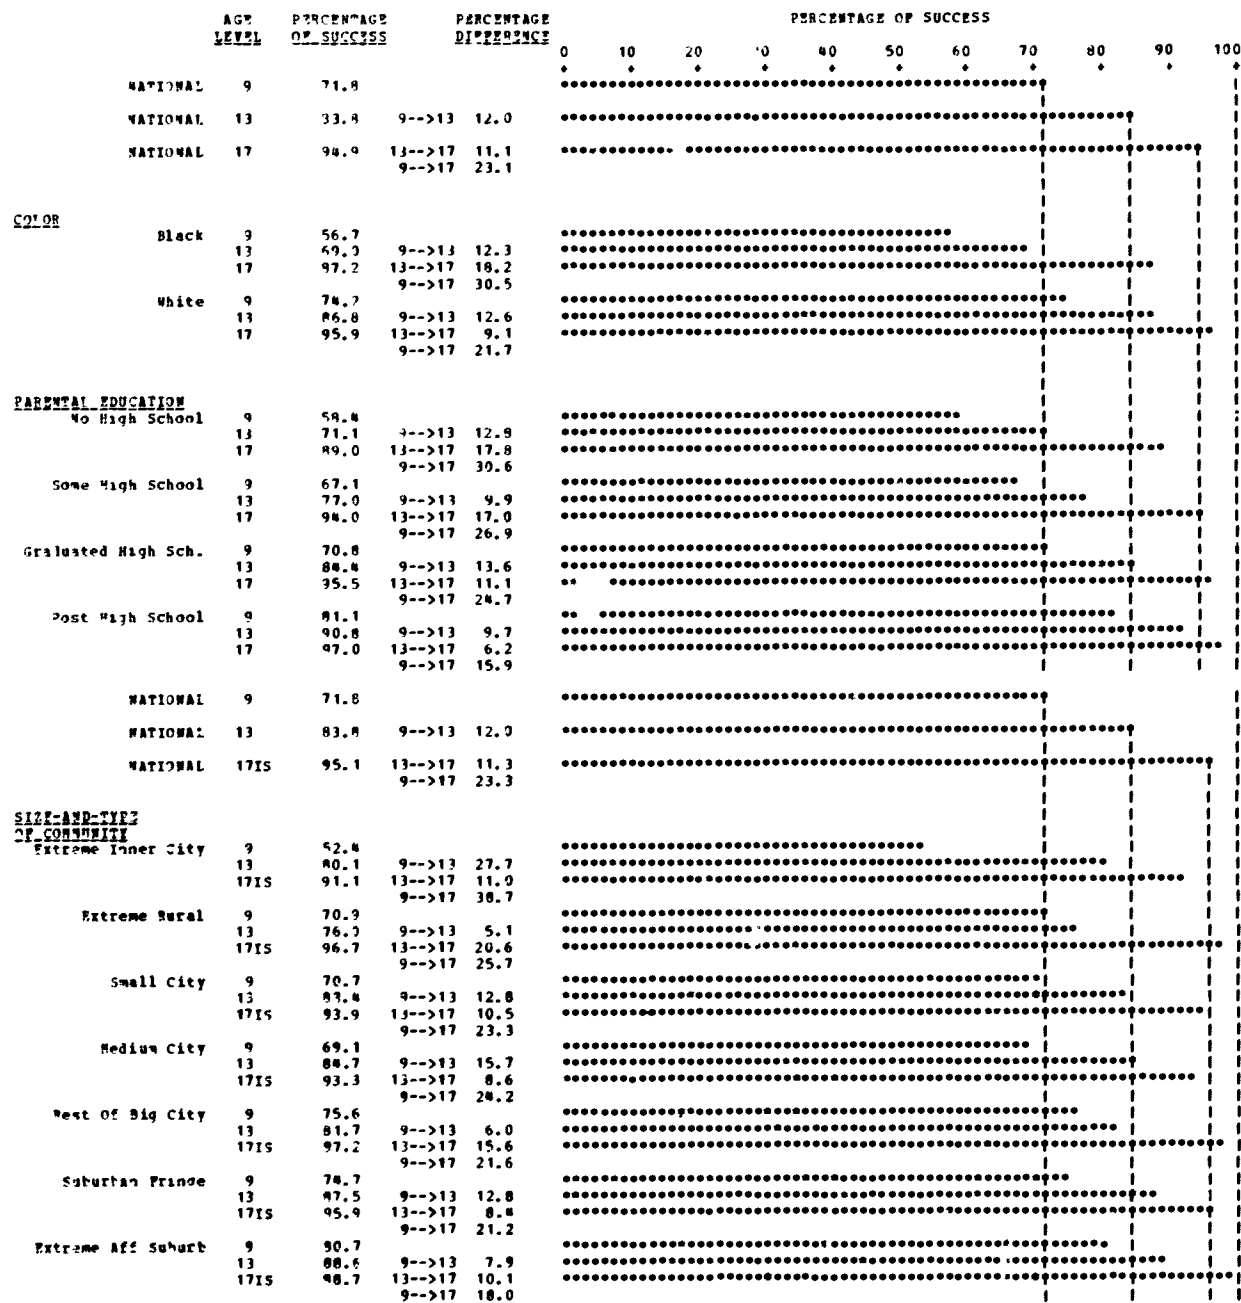 AGE PERCENTAGE PERCENTAGE PERCENTAGE OF SUCCESS
LEVEL OF SUCCESS DIFFERENCE
0 10 20 30 40 50 60 70 80 90 100
NATIONAL 9 71.8
NATIONAL 13 83.8 9-->13 12.0
NATIONAL 17 94.9 13-->17 11.1
9-->17 23.1
COLOR
Black 9 56.7
13 69.0 9-->13 12.3
17 87.2 13-->17 18.2
9-->17 30.5
White 9 74.2
13 86.8 9-->13 12.6
17 95.9 13-->17 9.1
9-->17 21.7
PARENTAL EDUCATION
No High School 9 58.4
13 71.1 9-->13 12.8
17 89.0 13-->17 17.8
9-->17 30.6
Some High School 9 67.1
13 77.0 9-->13 9.9
17 94.0 13-->17 17.0
9-->17 26.9
Graduated High Sch. 9 70.8
13 84.4 9-->13 13.6
17 95.5 13-->17 11.1
9-->17 24.7
Post High School 9 81.1
13 90.8 9-->13 9.7
17 97.0 13-->17 6.2
9-->17 15.9
NATIONAL 9 71.8
NATIONAL 13 83.8 9-->13 12.0
NATIONAL 17IS 95.1 13-->17 11.3
9-->17 23.3
SIZE-AND-TYPE
OF COMMUNITY
Extreme Inner City 9 52.4
13 80.1 9-->13 27.7
17IS 91.1 13-->17 11.0
9-->17 38.7
Extreme Rural 9 70.9
13 76.0 9-->13 5.1
17IS 96.7 13-->17 20.6
9-->17 25.7
Small City 9 70.7
13 83.4 9-->13 12.8
17IS 93.9 13-->17 10.5
9-->17 23.3
Medium City 9 69.1
13 84.7 9-->13 15.7
17IS 93.3 13-->17 8.6
9-->17 24.2
Rest Of Big City 9 75.6
13 81.7 9-->13 6.0
17IS 97.2 13-->17 15.6
9-->17 21.6
Suburban Fringe 9 74.7
13 87.5 9-->13 12.8
17IS 95.9 13-->17 8.4
9-->17 21.2
Extreme Aff Suburb 9 80.7
13 88.6 9-->13 7.9
17IS 98.7 13-->17 10.1
9-->17 18.0